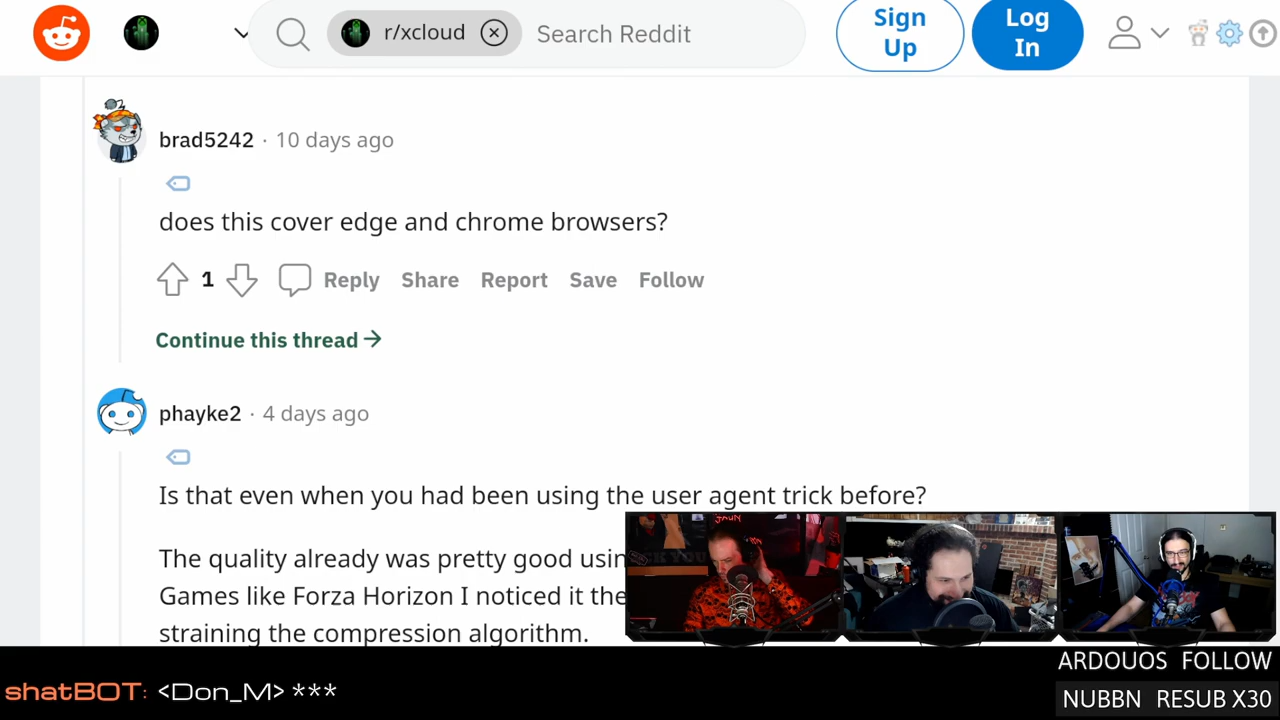 r/xcloud
Search Reddit
Sign Up
Log In
brad5242 · 10 days ago
does this cover edge and chrome browsers?
1 Reply Share Report Save Follow
Continue this thread →
phayke2 · 4 days ago
Is that even when you had been using the user agent trick before?
The quality already was pretty good usin
Games like Forza Horizon I noticed it the
straining the compression algorithm.
ARDOUOS FOLLOW
shatBOT: <Don_M> ***
NUBBN RESUB X30